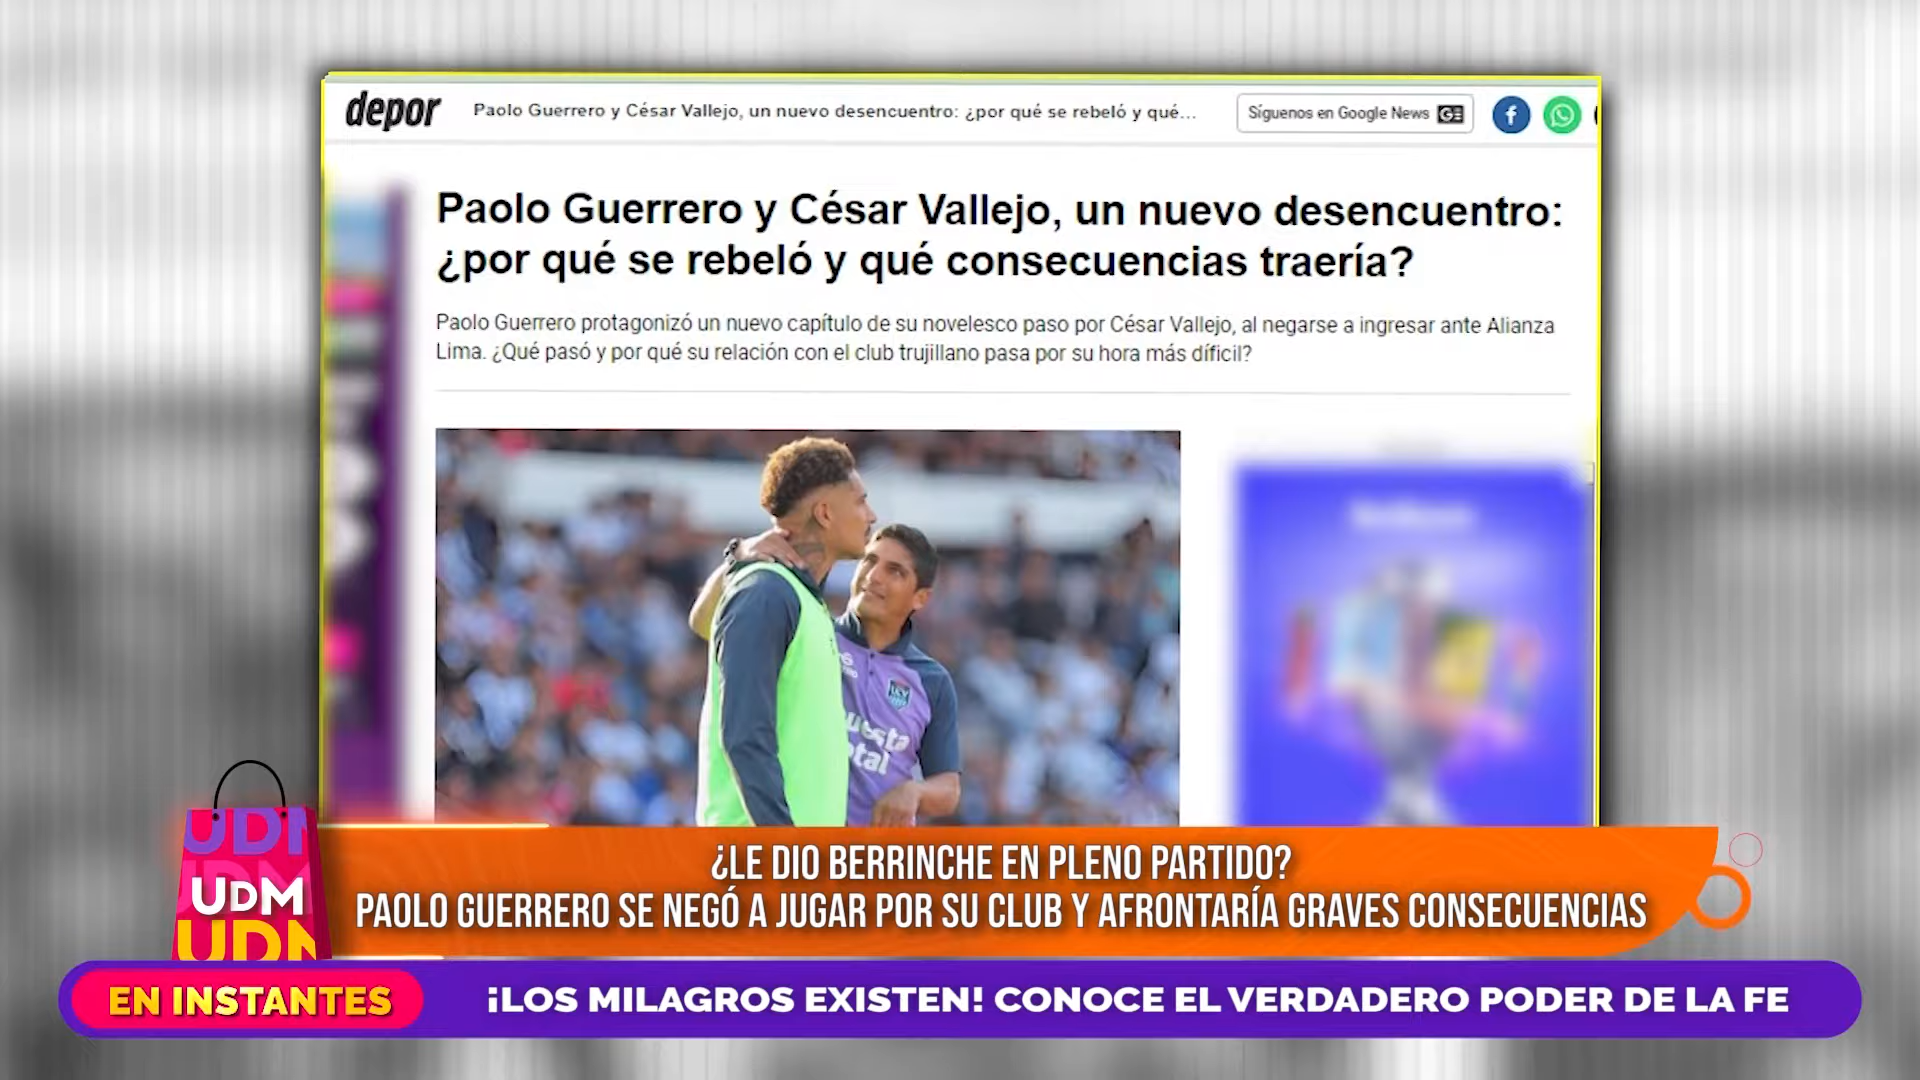 depor
Paolo Guerrero y César Vallejo, un nuevo desencuentro: ¿por qué se rebeló y qué...
Síguenos en Google News
Paolo Guerrero y César Vallejo, un nuevo desencuentro:
¿por qué se rebeló y qué consecuencias traería?
Paolo Guerrero protagonizó un nuevo capítulo de su novelesco paso por César Vallejo, al negarse a ingresar ante Alianza
Lima. ¿Qué pasó y por qué su relación con el club trujillano pasa por su hora más difícil?
UCV
UDM
UDM
UDM
¿LE DIO BERRINCHE EN PLENO PARTIDO?
PAOLO GUERRERO SE NEGÓ A JUGAR POR SU CLUB Y AFRONTARÍA GRAVES CONSECUENCIAS
EN INSTANTES
¡LOS MILAGROS EXISTEN! CONOCE EL VERDADERO PODER DE LA FE